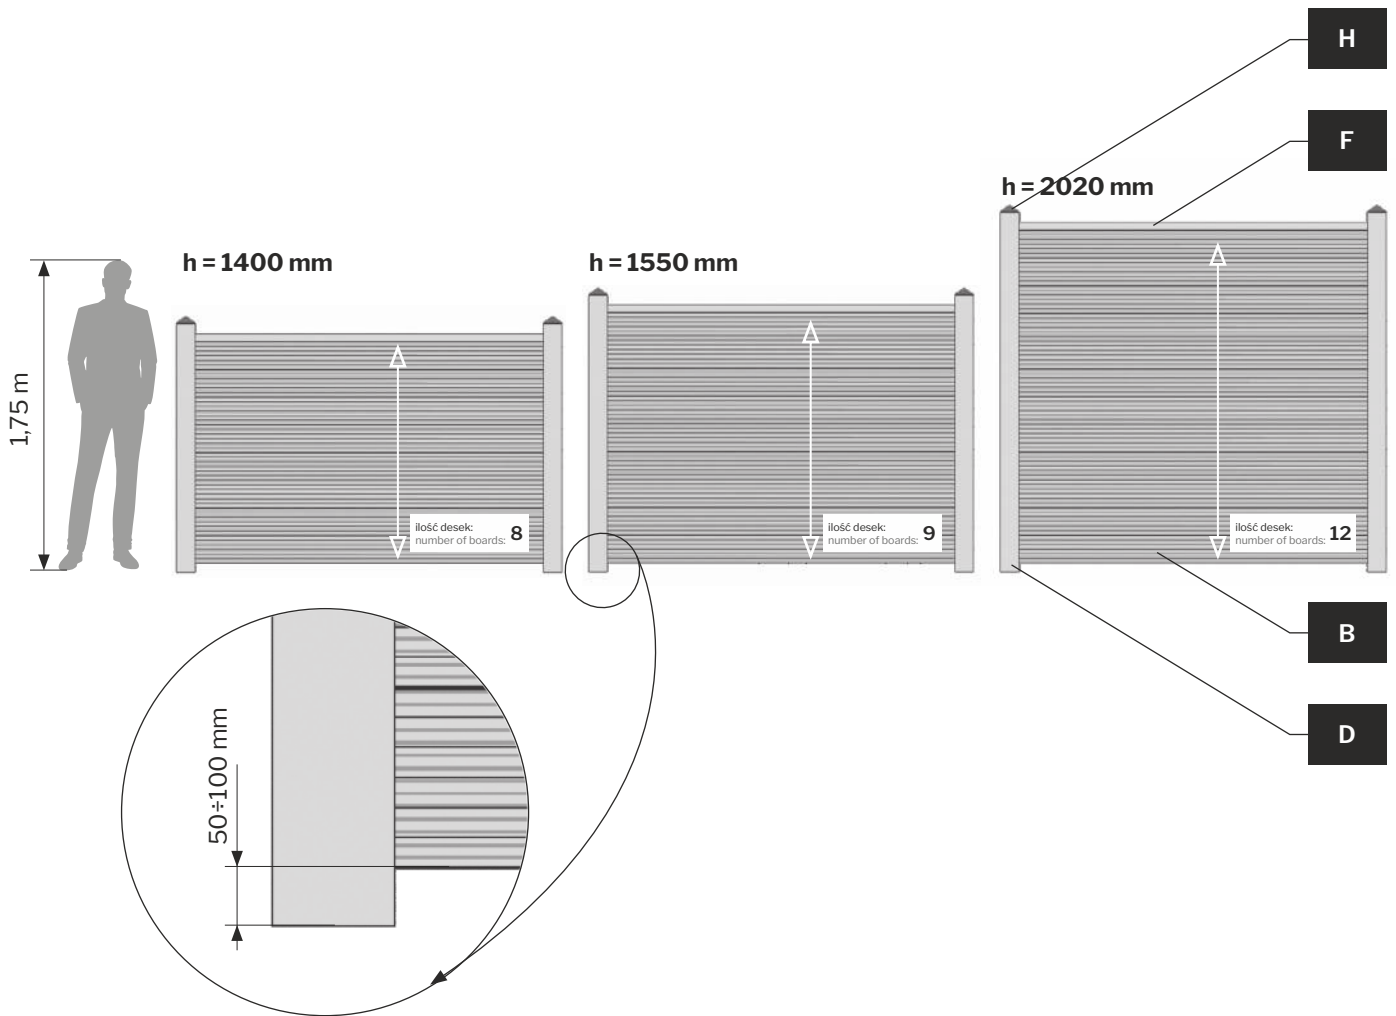 H
F
h = 2020 mm
h = 1400 mm
h = 1550 mm
1,75 m
ilość desek:
number of boards: 8
ilość desek:
number of boards: 9
ilość desek:
number of boards: 12
B
D
50÷100 mm